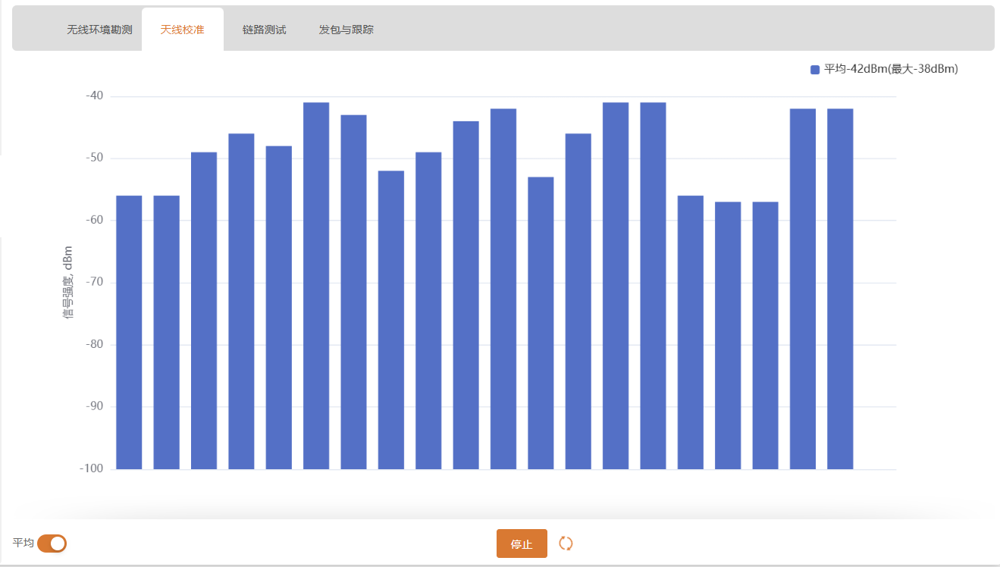 无线环境勘测
天线校准
链路测试
发包与跟踪
平均-42dBm(最大-38dBm)
-40
-50
-60
-70
-80
-90
-100
信号强度, dBm
平均
停止